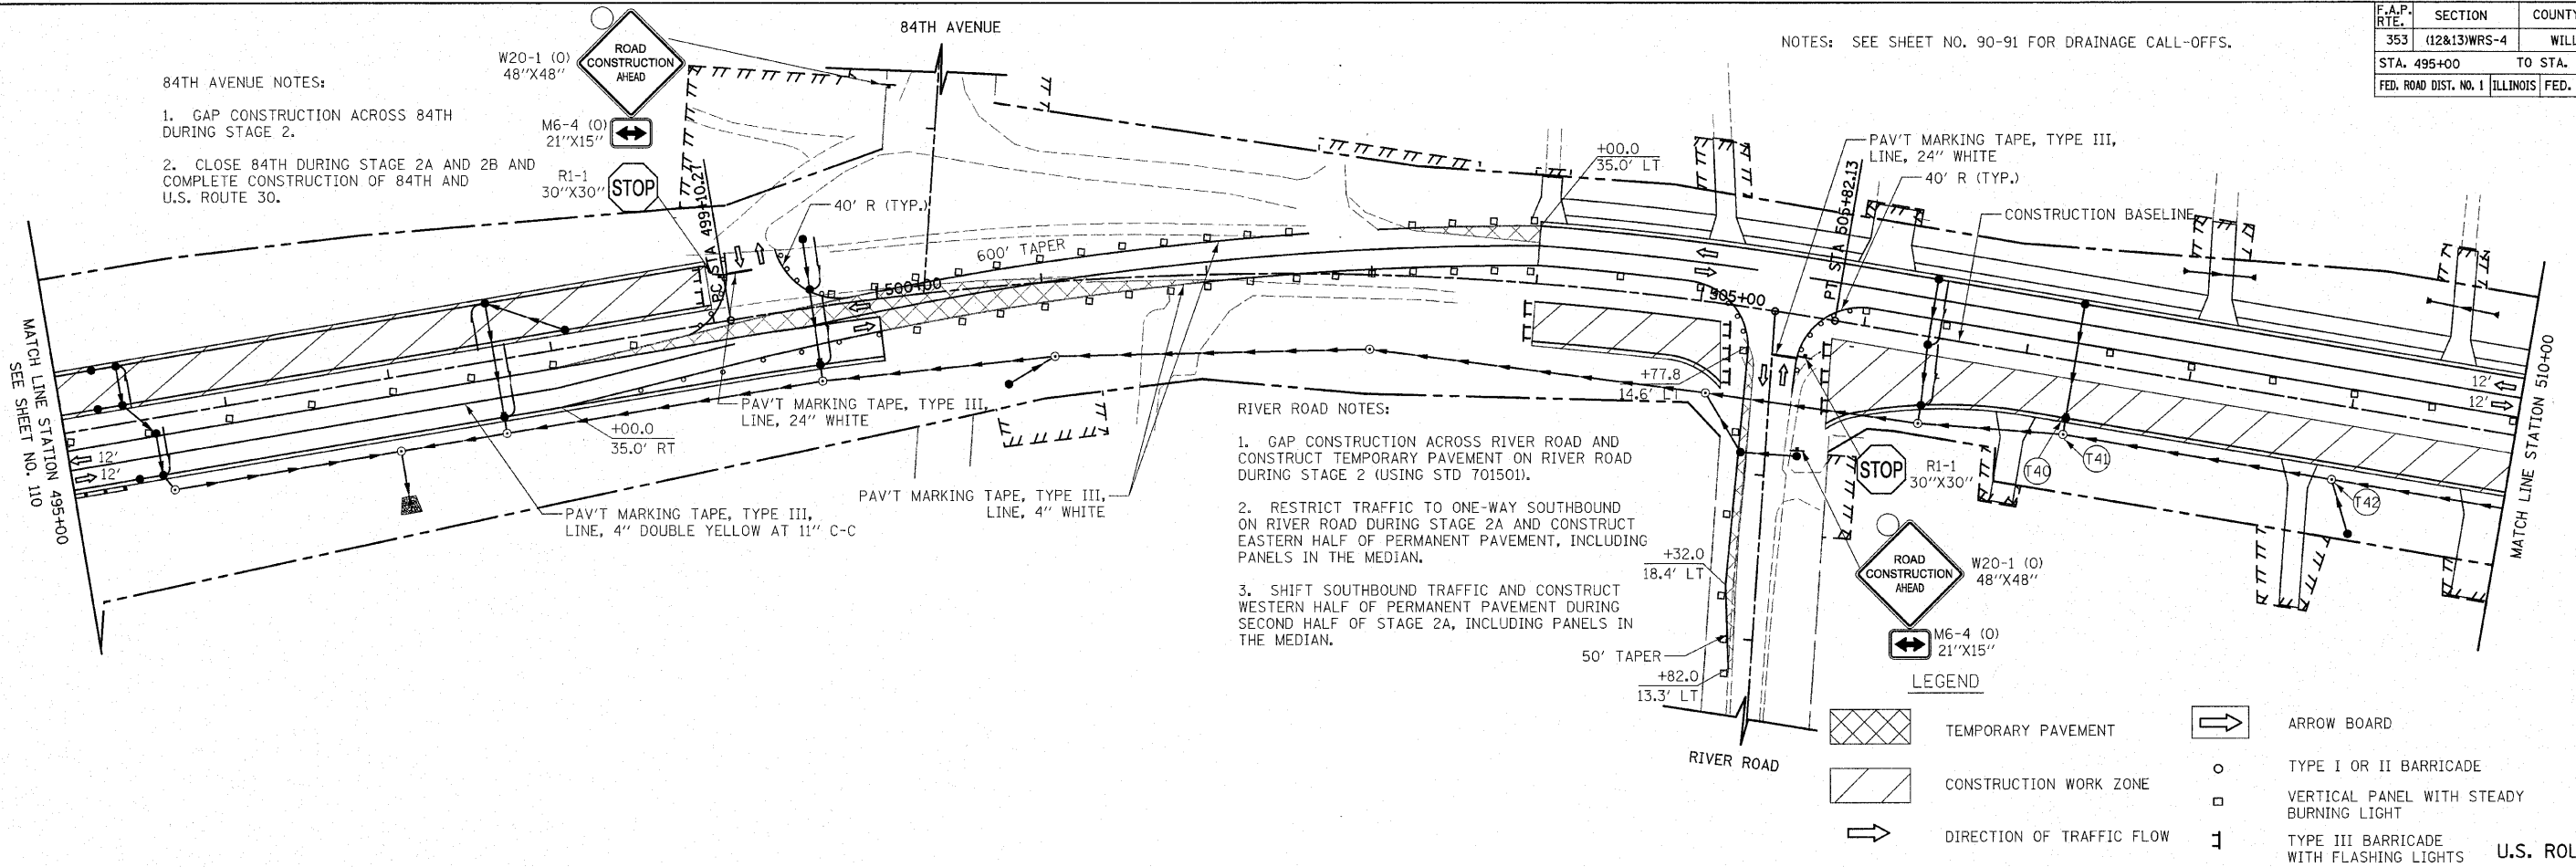 84TH AVENUE
NOTES: SEE SHEET NO. 90-91 FOR DRAINAGE CALL-OFFS.
F.A.P. RTE. SECTION COUNTY
353 (12&13)WRS-4 WILL
STA. 495+00 TO STA.
FED. ROAD DIST. NO. 1 ILLINOIS FED.
84TH AVENUE NOTES:
1. GAP CONSTRUCTION ACROSS 84TH
DURING STAGE 2.
2. CLOSE 84TH DURING STAGE 2A AND 2B AND
COMPLETE CONSTRUCTION OF 84TH AND
U.S. ROUTE 30.
W20-1 (O)
48"X48"
ROAD
CONSTRUCTION
AHEAD
M6-4 (O)
21"X15"
R1-1
30"X30"
STOP
PC STA 499+10.21
40' R (TYP.)
600' TAPER
500+00
+00.0
35.0' LT
PAV'T MARKING TAPE, TYPE III,
LINE, 24" WHITE
40' R (TYP.)
PT STA 505+82.13
CONSTRUCTION BASELINE
505+00
MATCH LINE STATION 495+00
SEE SHEET NO. 110
12'
12'
+00.0
35.0' RT
PAV'T MARKING TAPE, TYPE III,
LINE, 24" WHITE
PAV'T MARKING TAPE, TYPE III,
LINE, 4" DOUBLE YELLOW AT 11" C-C
PAV'T MARKING TAPE, TYPE III,
LINE, 4" WHITE
+77.8
14.6' LT
RIVER ROAD NOTES:
1. GAP CONSTRUCTION ACROSS RIVER ROAD AND
CONSTRUCT TEMPORARY PAVEMENT ON RIVER ROAD
DURING STAGE 2 (USING STD 701501).
2. RESTRICT TRAFFIC TO ONE-WAY SOUTHBOUND
ON RIVER ROAD DURING STAGE 2A AND CONSTRUCT
EASTERN HALF OF PERMANENT PAVEMENT, INCLUDING
PANELS IN THE MEDIAN.
3. SHIFT SOUTHBOUND TRAFFIC AND CONSTRUCT
WESTERN HALF OF PERMANENT PAVEMENT DURING
SECOND HALF OF STAGE 2A, INCLUDING PANELS IN
THE MEDIAN.
+32.0
18.4' LT
50' TAPER
+82.0
13.3' LT
RIVER ROAD
STOP
R1-1
30"X30"
ROAD
CONSTRUCTION
AHEAD
W20-1 (O)
48"X48"
M6-4 (O)
21"X15"
T40
T41
T42
12'
12'
MATCH LINE STATION 510+00
LEGEND
TEMPORARY PAVEMENT
CONSTRUCTION WORK ZONE
DIRECTION OF TRAFFIC FLOW
ARROW BOARD
TYPE I OR II BARRICADE
VERTICAL PANEL WITH STEADY
BURNING LIGHT
TYPE III BARRICADE
WITH FLASHING LIGHTS
U.S.